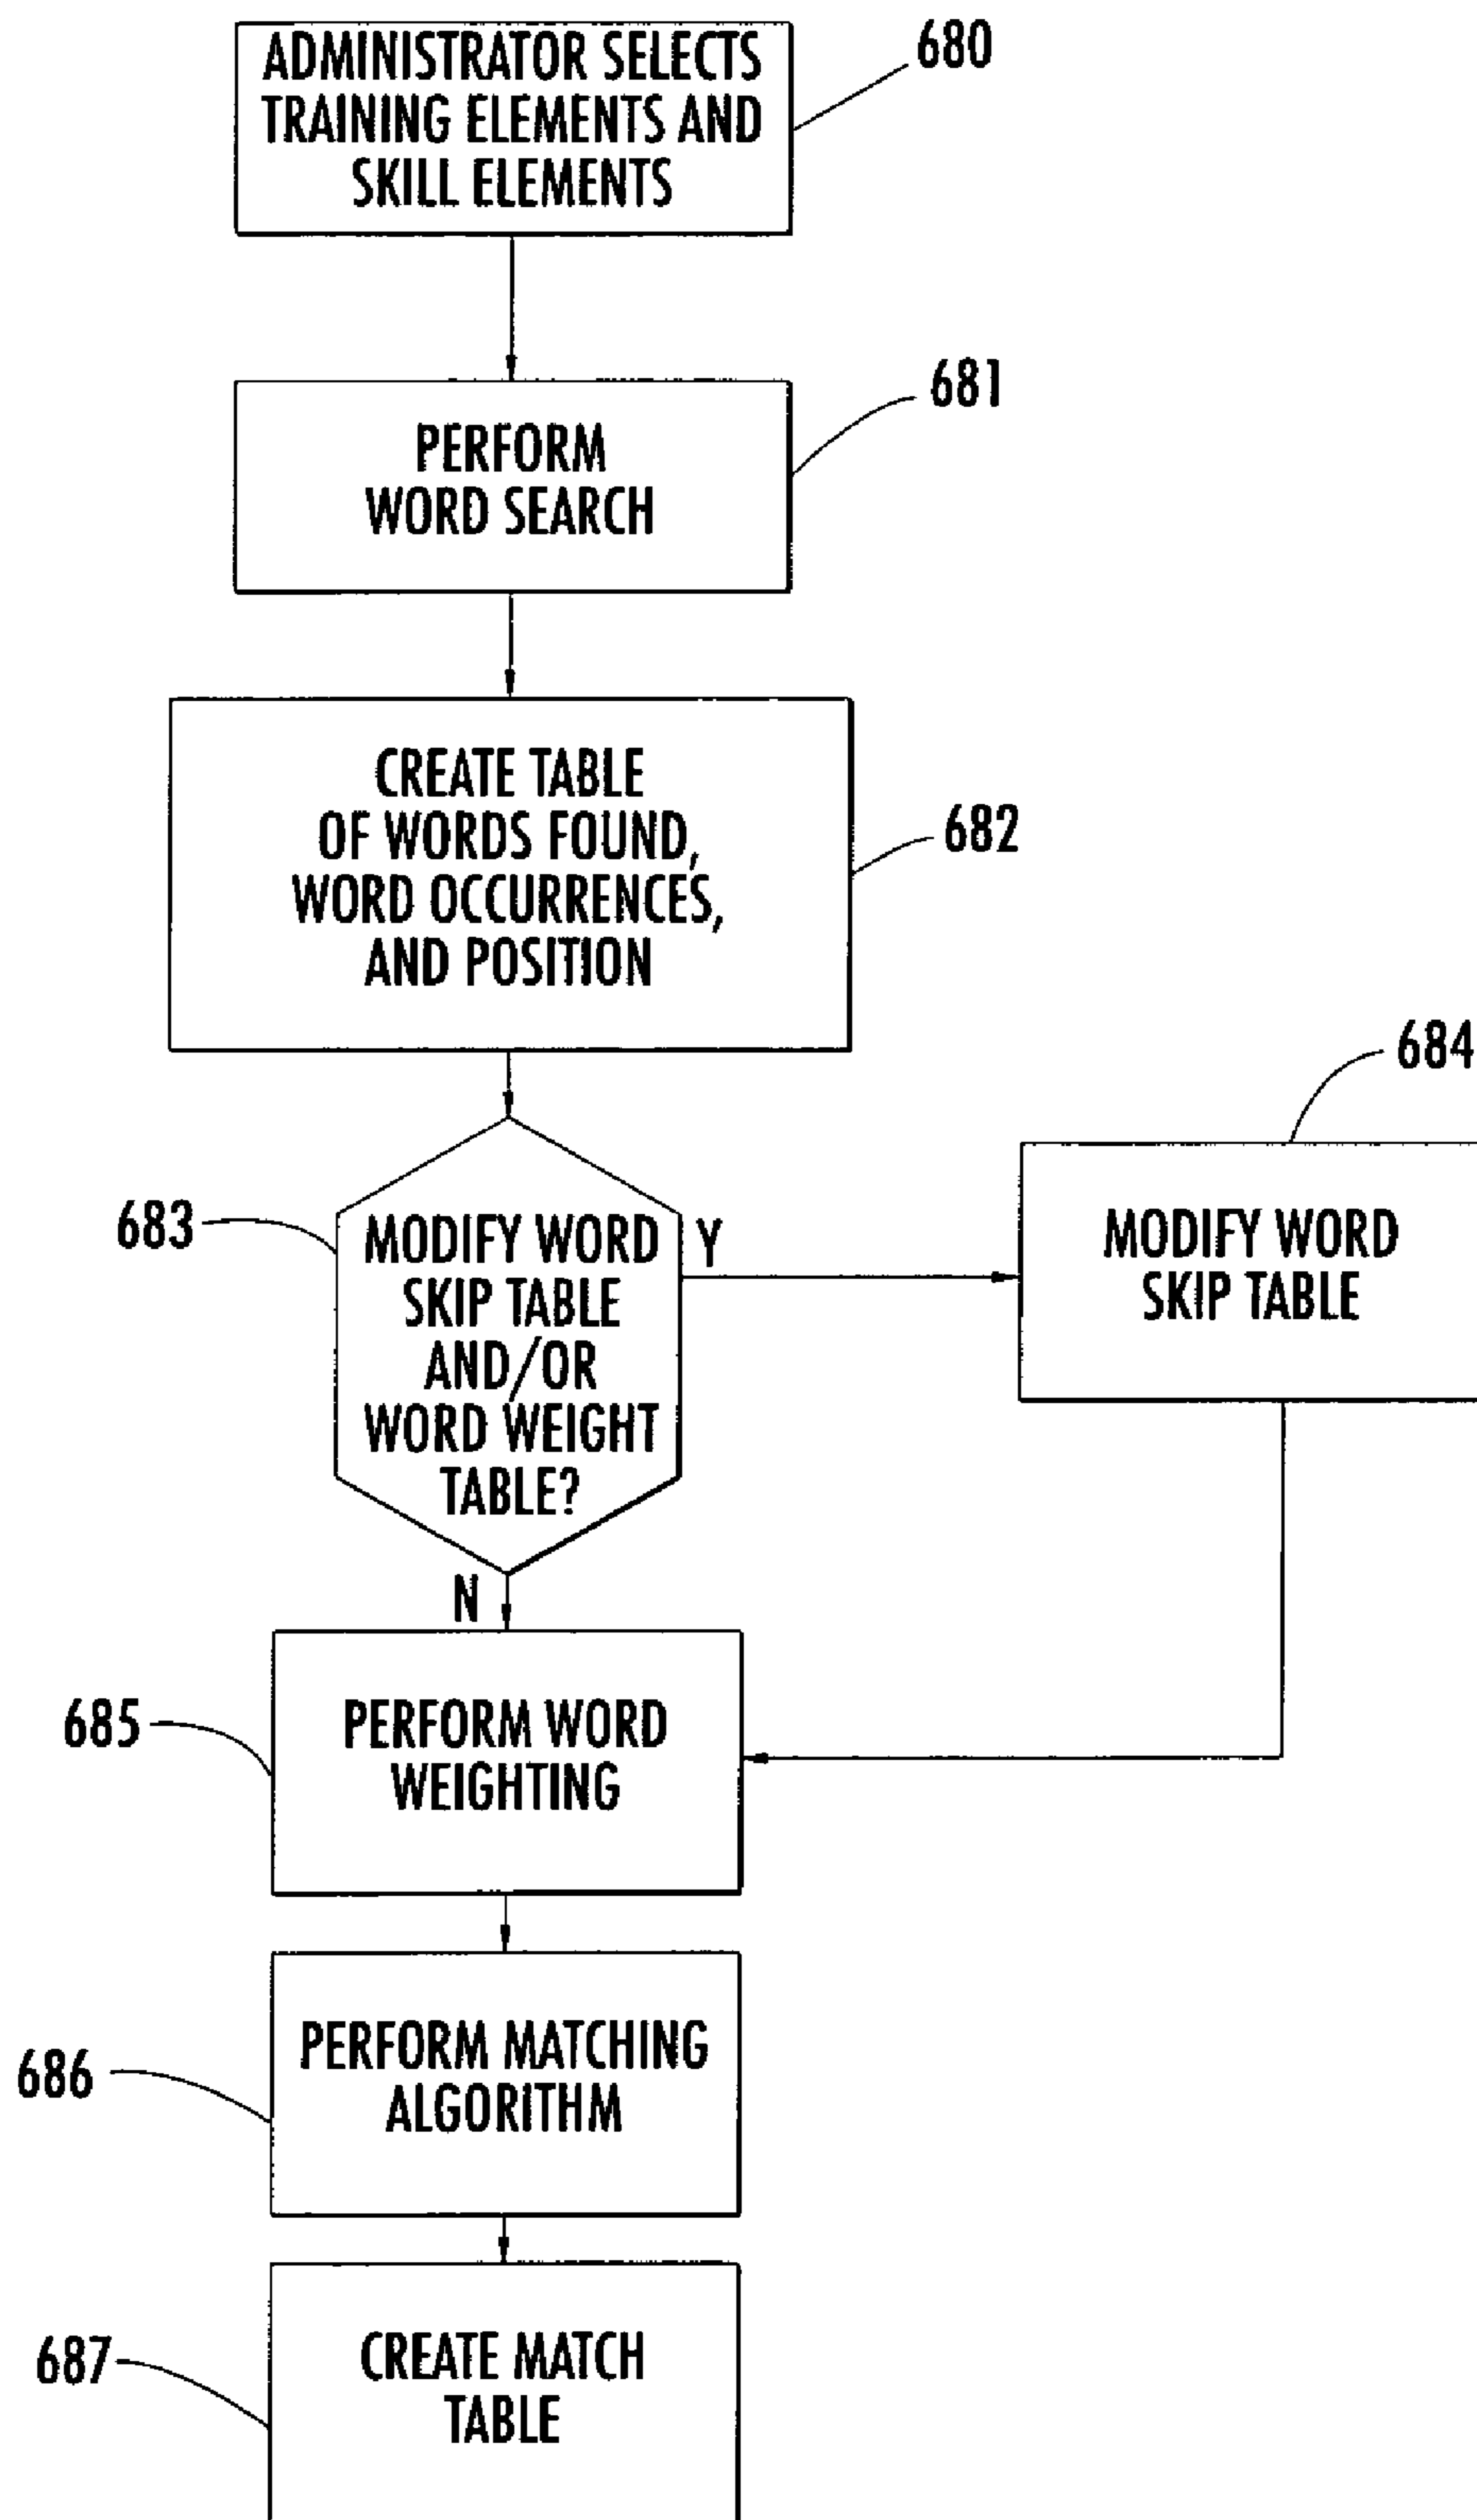 ADMINISTRATOR SELECTS
TRAINING ELEMENTS AND
SKILL ELEMENTS
680
PERFORM
WORD SEARCH
681
CREATE TABLE
OF WORDS FOUND,
WORD OCCURRENCES,
AND POSITION
682
683
MODIFY WORD
SKIP TABLE
AND/OR
WORD WEIGHT
TABLE?
Y
N
684
MODIFY WORD
SKIP TABLE
685
PERFORM WORD
WEIGHTING
686
PERFORM MATCHING
ALGORITHM
687
CREATE MATCH
TABLE